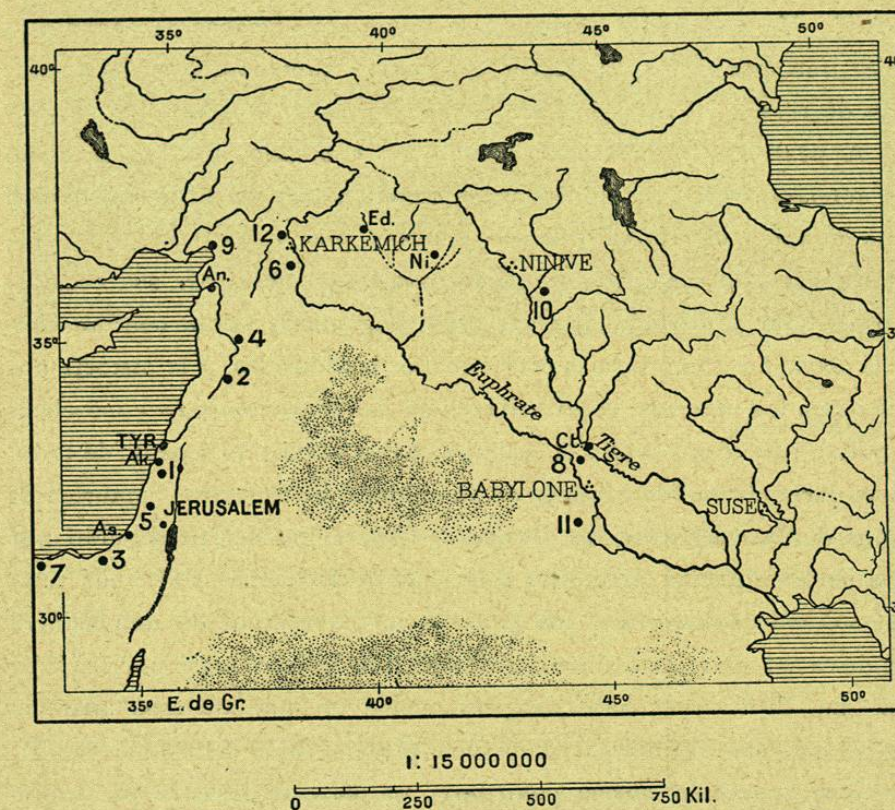 35° 40° 45° 50°
40°
Ed.
12
KARKEMICH
9
Ni
NINIVE
An.
6
10
35°
4
2
Euphrate
TYR
Ct. Tigre
Ak.
1
8
BABYLONE
SUSE
5 JERUSALEM
As.
11
7
3
30°
35° E. de Gr. 40° 45° 50°
1: 15 000 000
0 250 500 750 Kil.